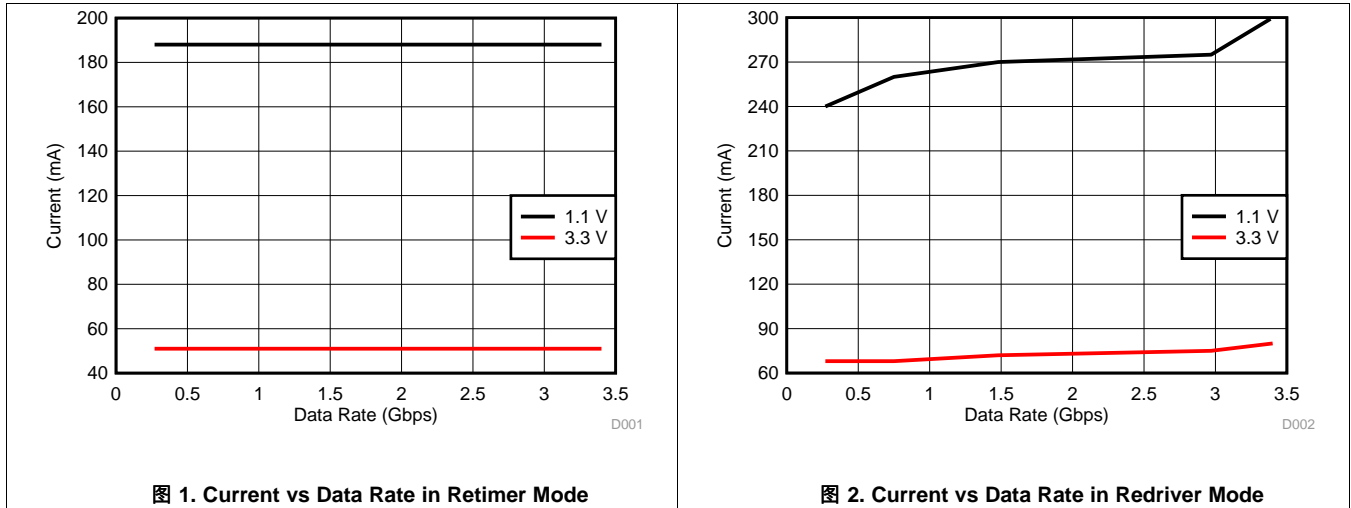 200
180
160
140
120
100
80
60
40
Current (mA)
1.1 V
3.3 V
0 0.5 1 1.5 2 2.5 3 3.5
Data Rate (Gbps)
D001
图 1. Current vs Data Rate in Retimer Mode
300
270
240
210
180
150
120
90
60
Current (mA)
1.1 V
3.3 V
0 0.5 1 1.5 2 2.5 3 3.5
Data Rate (Gbps)
D002
图 2. Current vs Data Rate in Redriver Mode